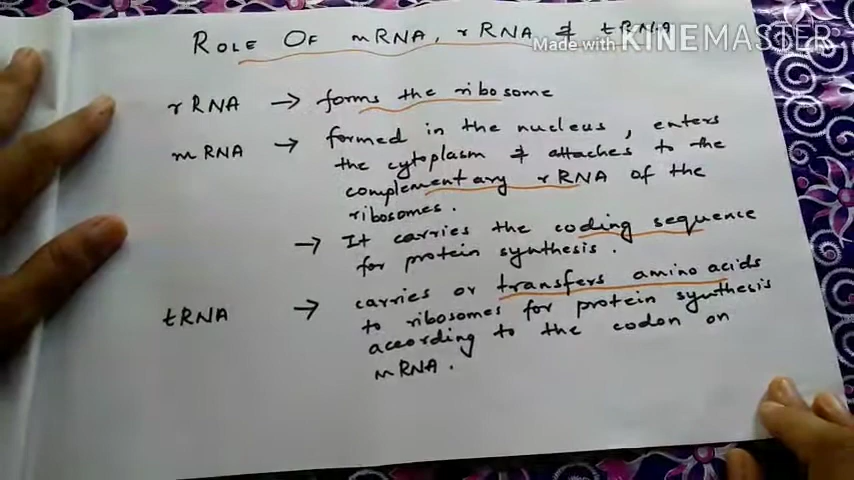 ROLE OF mRNA, rRNA & tRNA
Made with KINEMASTER
rRNA → forms the ribosome
mRNA → formed in the nucleus, enters
the cytoplasm & attaches to the
complementary rRNA of the
ribosomes.
→ It carries the coding sequence
for protein synthesis.
tRNA → carries or transfers amino acids
to ribosomes for protein synthesis
according to the codon on
mRNA.